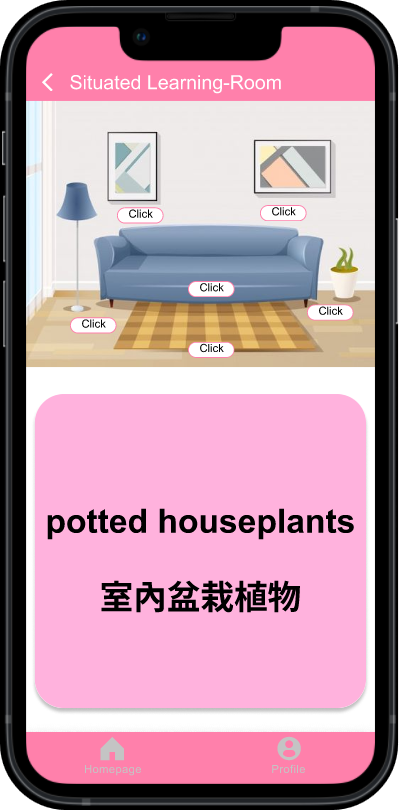 Situated Learning-Room
Click
Click
Click
Click
Click
Click
potted houseplants
室內盆栽植物
Homepage
Profile